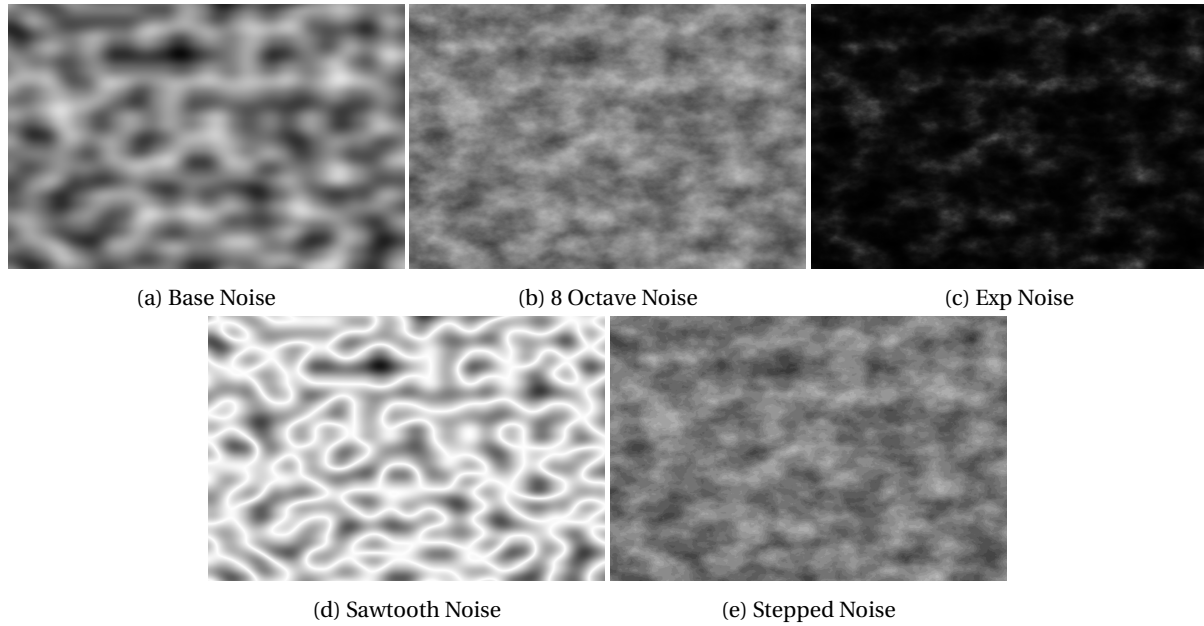 (a) Base Noise
(b) 8 Octave Noise
(c) Exp Noise
(d) Sawtooth Noise
(e) Stepped Noise